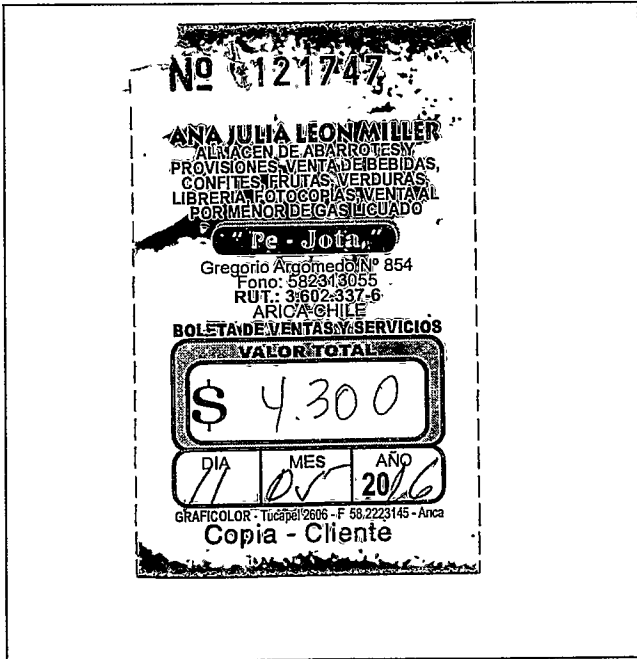 Nº 121747
ANA JULIA LEON MILLER
ALMACEN DE ABARROTES Y
PROVISIONES, VENTA DE BEBIDAS,
CONFITES, FRUTAS, VERDURAS,
LIBRERIA, FOTOCOPIAS, VENTA AL
POR MENOR DE GAS LICUADO
" Pe - Jota "
Gregorio Argomedo Nº 854
Fono: 582313055
RUT.: 3.602.337-6
ARICA-CHILE
BOLETA DE VENTAS Y SERVICIOS
VALOR TOTAL
$ 4.300
DIA MES AÑO
11 05 2016
GRAFICOLOR - Tucapel 2606 - F 58.2223145 - Arica
Copia - Cliente